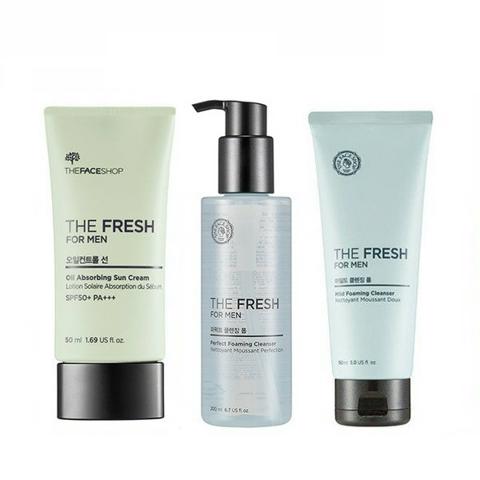 THEFACESHOP
THE FRESH
FOR MEN
오일컨트롤 선
Oil Absorbing Sun Cream
Lotion Solaire Absorption du Sébum
SPF50+ PA+++
50 ml 1.69 US fl. oz.
THE FRESH
FOR MEN
퍼펙트 클렌징 폼
Perfect Foaming Cleanser
Nettoyant Moussant Perfection
200 ml 6.7 US fl. oz.
THE FACE SHOP
THE FRESH
FOR MEN
마일드 클렌징 폼
Mild Foaming Cleanser
Nettoyant Moussant Doux
150 ml 5.0 fl. oz.